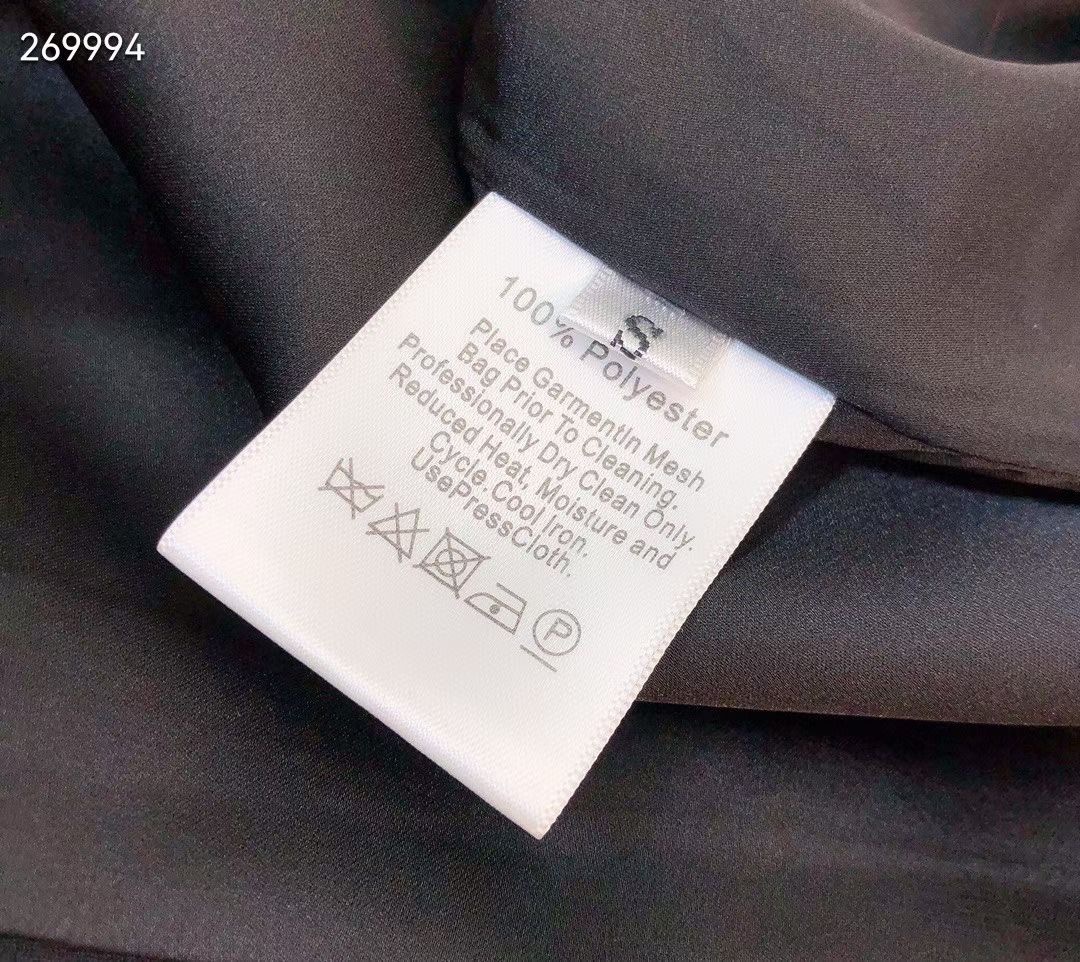 269994
S
100% Polyester
Place GarmentIn Mesh
Bag Prior To Cleaning.
Professionally Dry Clean Only.
Reduced Heat, Moisture and
Cycle. Cool Iron.
UsePressCloth.
P